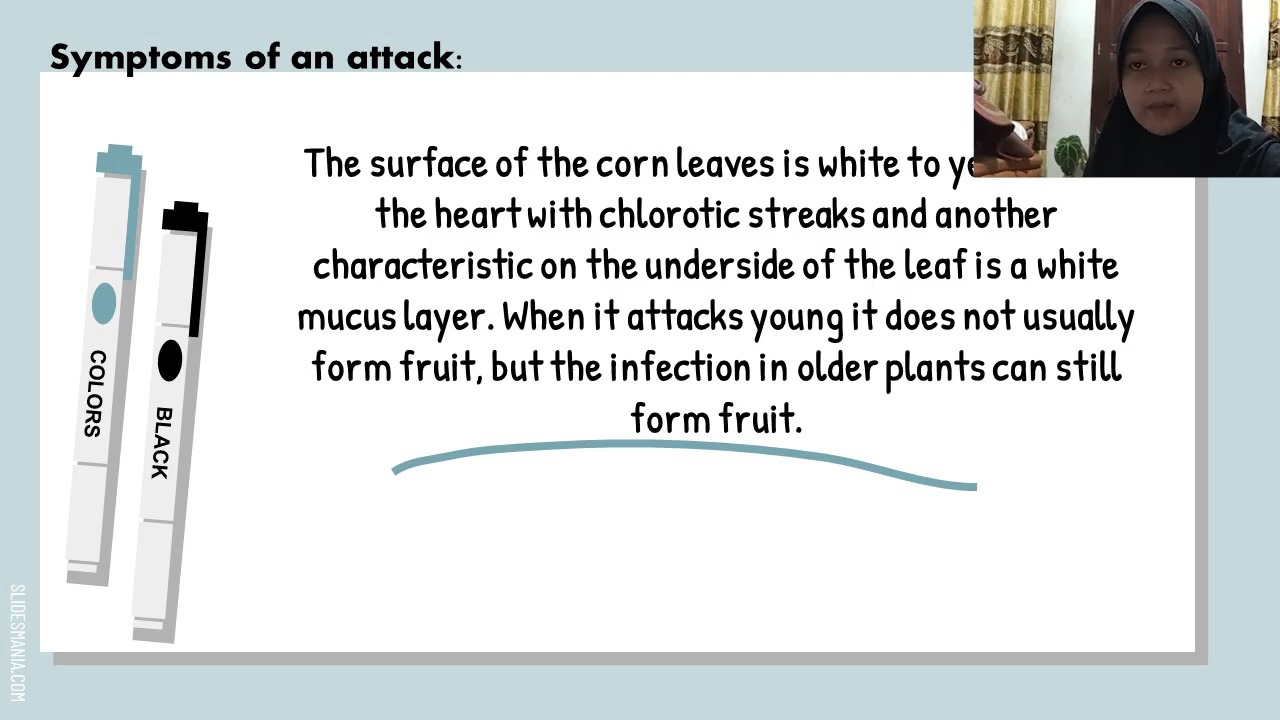 Symptoms of an attack:
The surface of the corn leaves is white to
the heart with chlorotic streaks and another
characteristic on the underside of the leaf is a white
mucus layer. When it attacks young it does not usually
form fruit, but the infection in older plants can still
form fruit.
COLORS
BLACK
SLIDESMANIA.COM